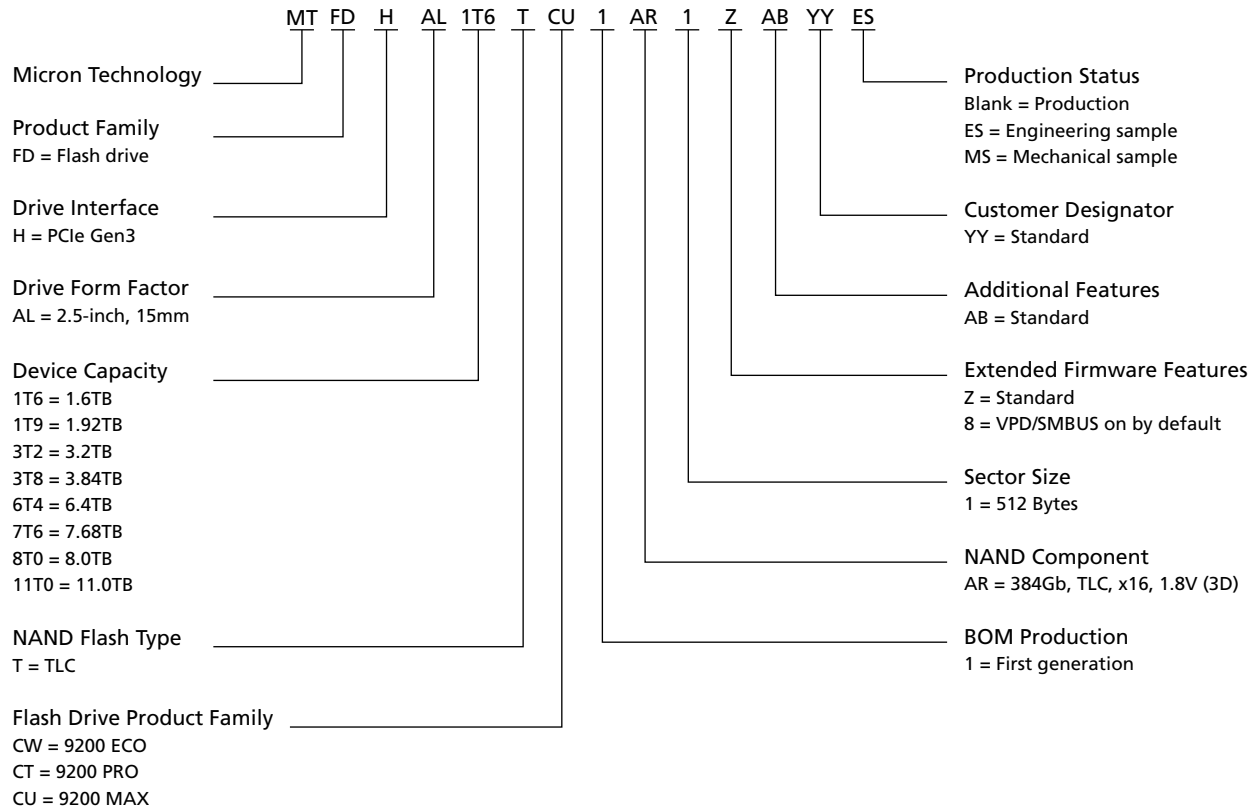 MT FD H AL 1T6 T CU 1 AR 1 Z AB YY ES
Micron Technology
Product Family
FD = Flash drive
Drive Interface
H = PCIe Gen3
Drive Form Factor
AL = 2.5-inch, 15mm
Device Capacity
1T6 = 1.6TB
1T9 = 1.92TB
3T2 = 3.2TB
3T8 = 3.84TB
6T4 = 6.4TB
7T6 = 7.68TB
8T0 = 8.0TB
11T0 = 11.0TB
NAND Flash Type
T = TLC
Flash Drive Product Family
CW = 9200 ECO
CT = 9200 PRO
CU = 9200 MAX
Production Status
Blank = Production
ES = Engineering sample
MS = Mechanical sample
Customer Designator
YY = Standard
Additional Features
AB = Standard
Extended Firmware Features
Z = Standard
8 = VPD/SMBUS on by default
Sector Size
1 = 512 Bytes
NAND Component
AR = 384Gb, TLC, x16, 1.8V (3D)
BOM Production
1 = First generation